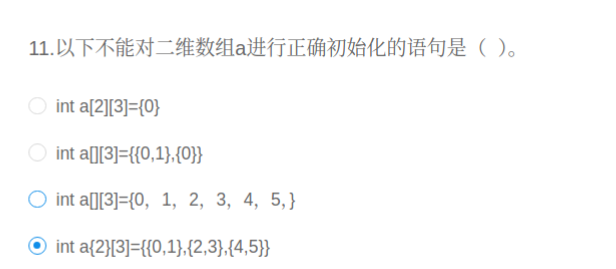 11.以下不能对二维数组a进行正确初始化的语句是（ ）。
int a[2][3]={0}
int a[][3]={{0,1},{0}}
int a[][3]={0，1，2，3，4，5，}
int a{2}[3]={{0,1},{2,3},{4,5}}